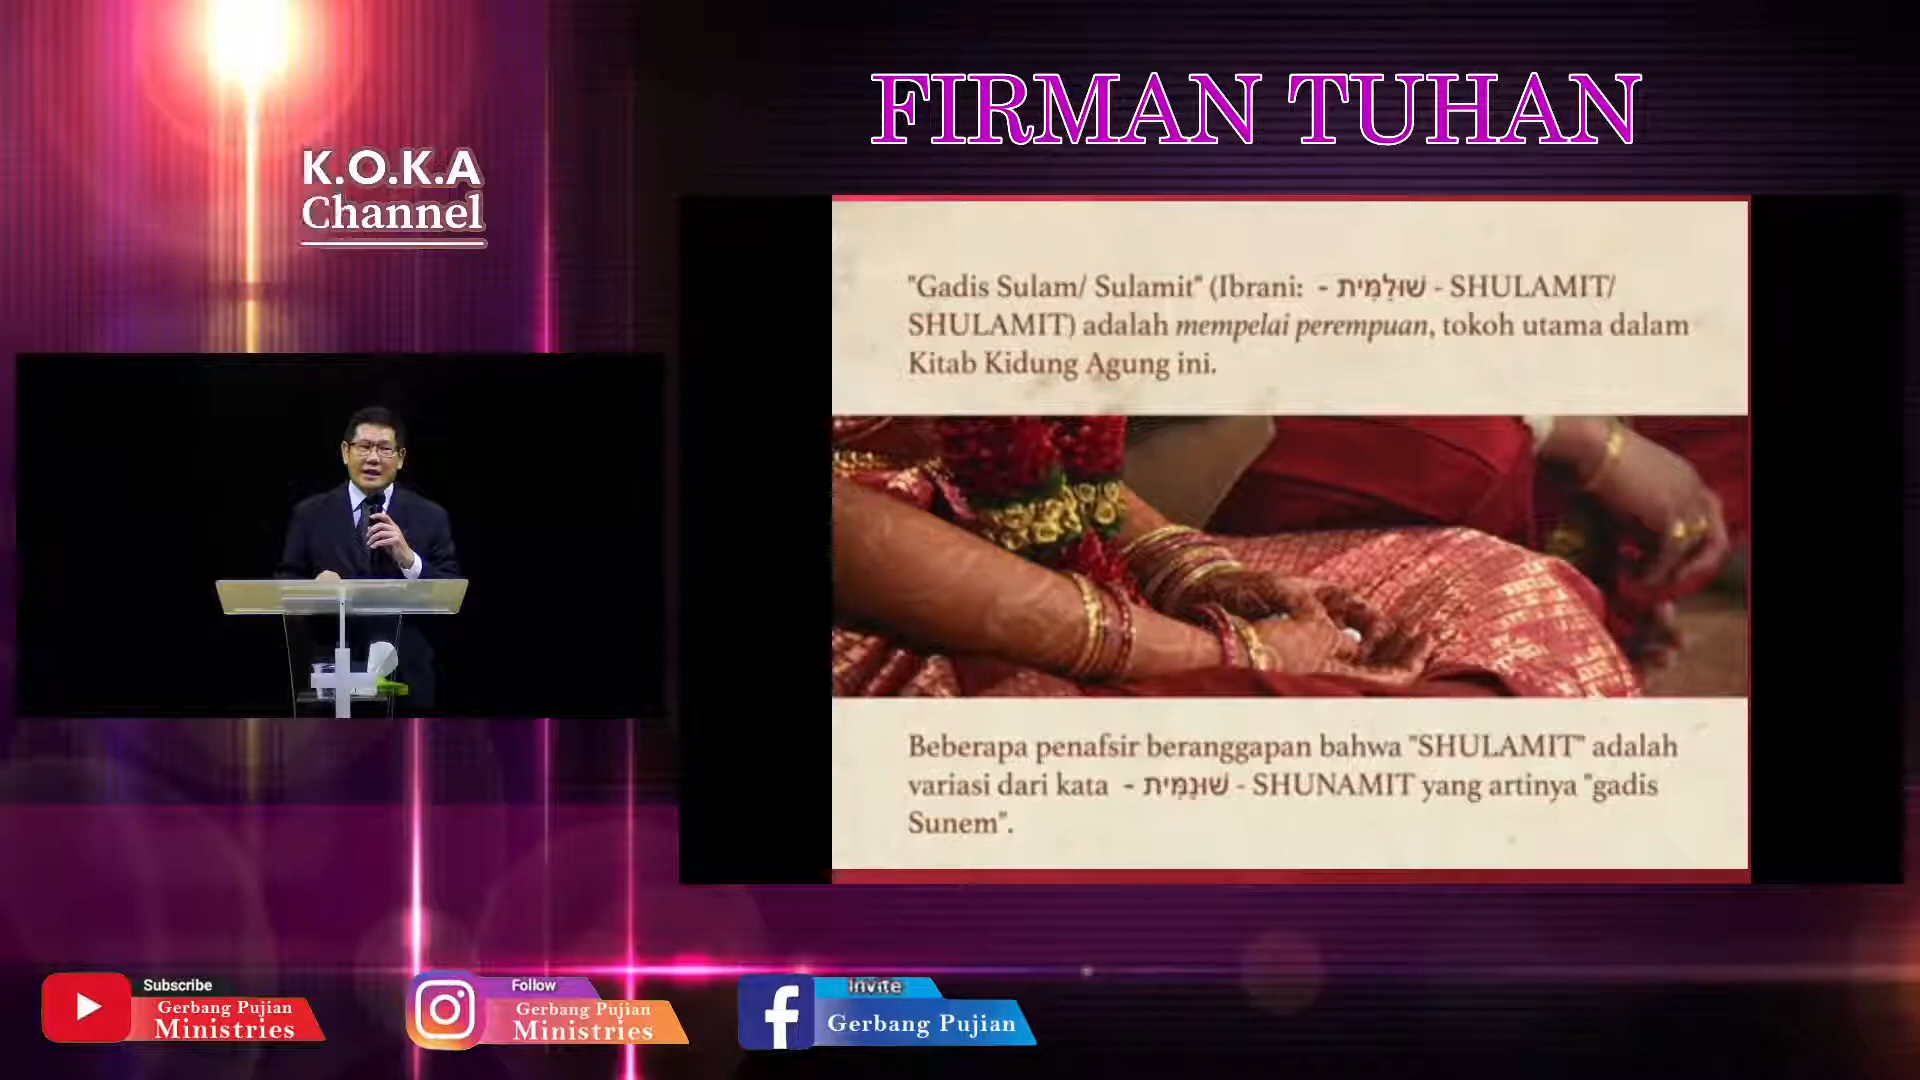 FIRMAN TUHAN
K.O.K.A
Channel
"Gadis Sulam/ Sulamit" (Ibrani:  - שׁוּלַמִּית - SHULAMIT/
SHULAMIT) adalah mempelai perempuan, tokoh utama dalam
Kitab Kidung Agung ini.
Beberapa penafsir beranggapan bahwa "SHULAMIT" adalah
variasi dari kata  - שׁוּנַמִּית - SHUNAMIT yang artinya "gadis
Sunem".
Subscribe
Gerbang Pujian
Ministries
Follow
Gerbang Pujian
Ministries
Invite
Gerbang Pujian